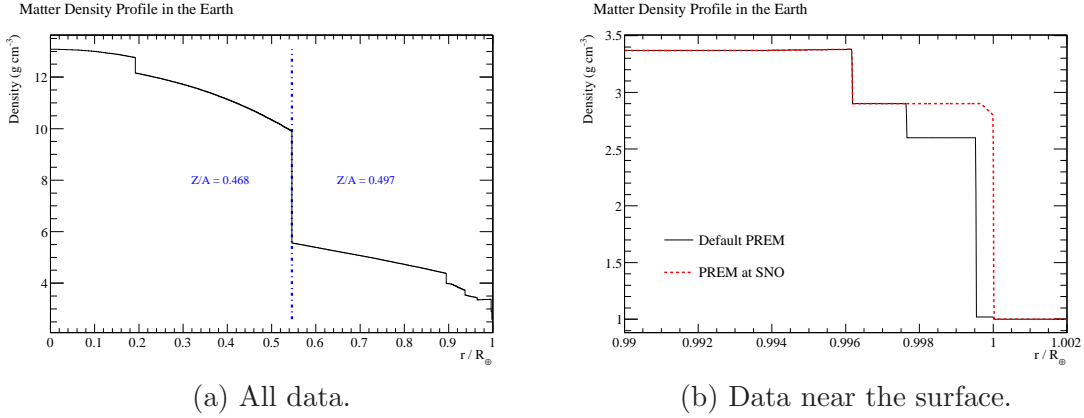 Matter Density Profile in the Earth
Density (g cm⁻³)
12
10
8
6
4
Z/A = 0.468
Z/A = 0.497
0 0.1 0.2 0.3 0.4 0.5 0.6 0.7 0.8 0.9 1
r / R⊕
(a) All data.
Matter Density Profile in the Earth
Density (g cm⁻³)
3.5
3
2.5
2
1.5
1
Default PREM
PREM at SNO
0.99 0.992 0.994 0.996 0.998 1 1.002
r / R⊕
(b) Data near the surface.